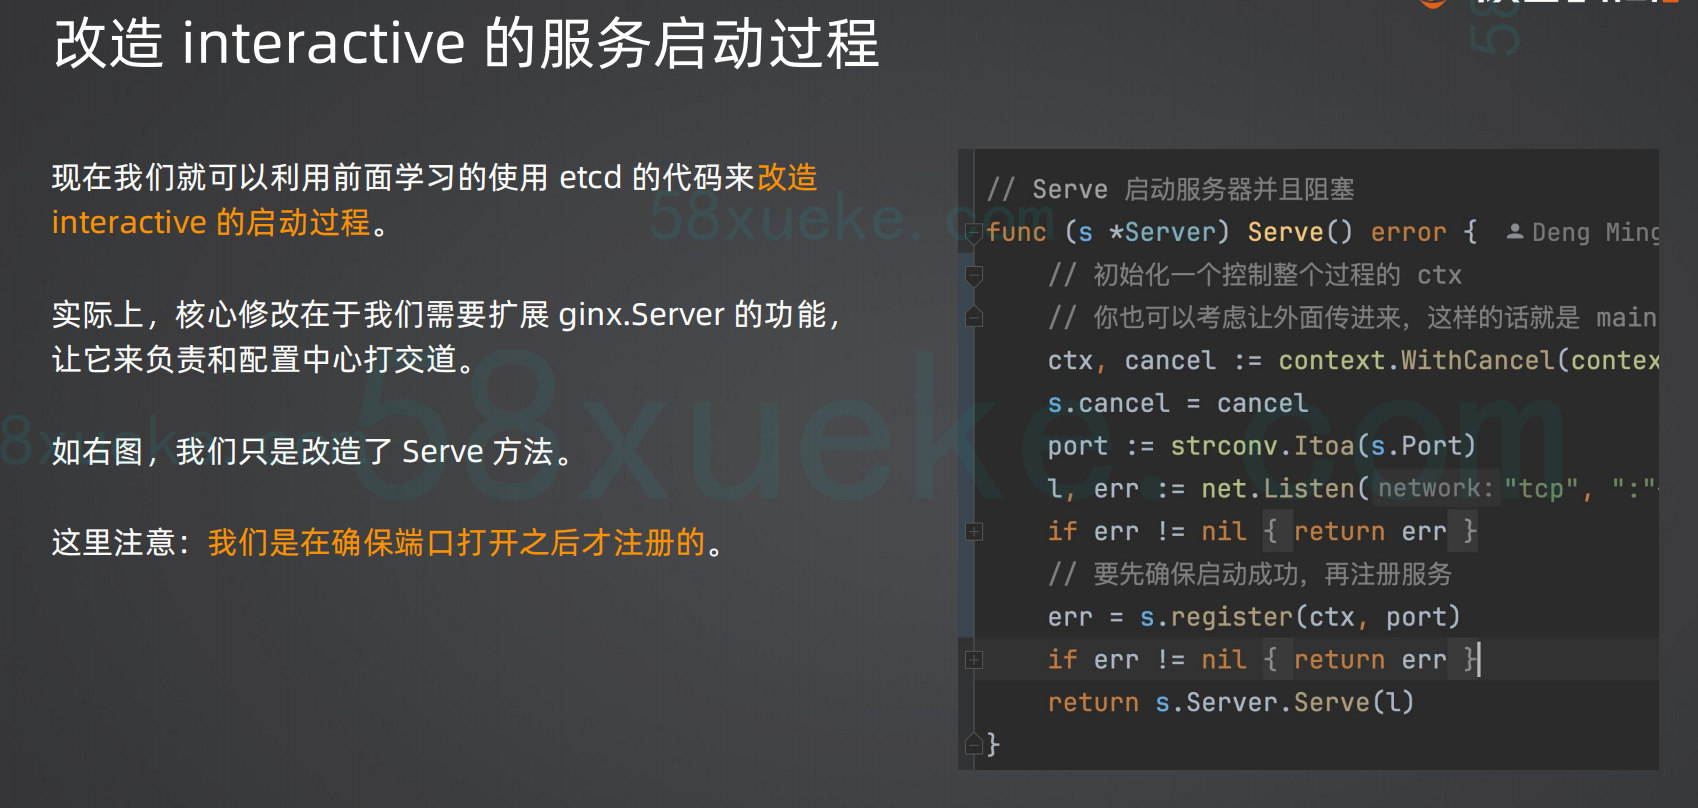 改造 interactive 的服务启动过程
现在我们就可以利用前面学习的使用 etcd 的代码来改造
interactive 的启动过程。
实际上，核心修改在于我们需要扩展 ginx.Server 的功能，
让它来负责和配置中心打交道。
如右图，我们只是改造了 Serve 方法。
这里注意：我们是在确保端口打开之后才注册的。
// Serve 启动服务器并且阻塞
func (s *Server) Serve() error { Deng Ming
// 初始化一个控制整个过程的 ctx
// 你也可以考虑让外面传进来，这样的话就是 main
ctx, cancel := context.WithCancel(contex
s.cancel = cancel
port := strconv.Itoa(s.Port)
l, err := net.Listen( network: "tcp", ":"
if err != nil { return err }
// 要先确保启动成功，再注册服务
err = s.register(ctx, port)
if err != nil { return err }
return s.Server.Serve(l)
}
58xueke.com
58xueke.com
8xueke.com
58